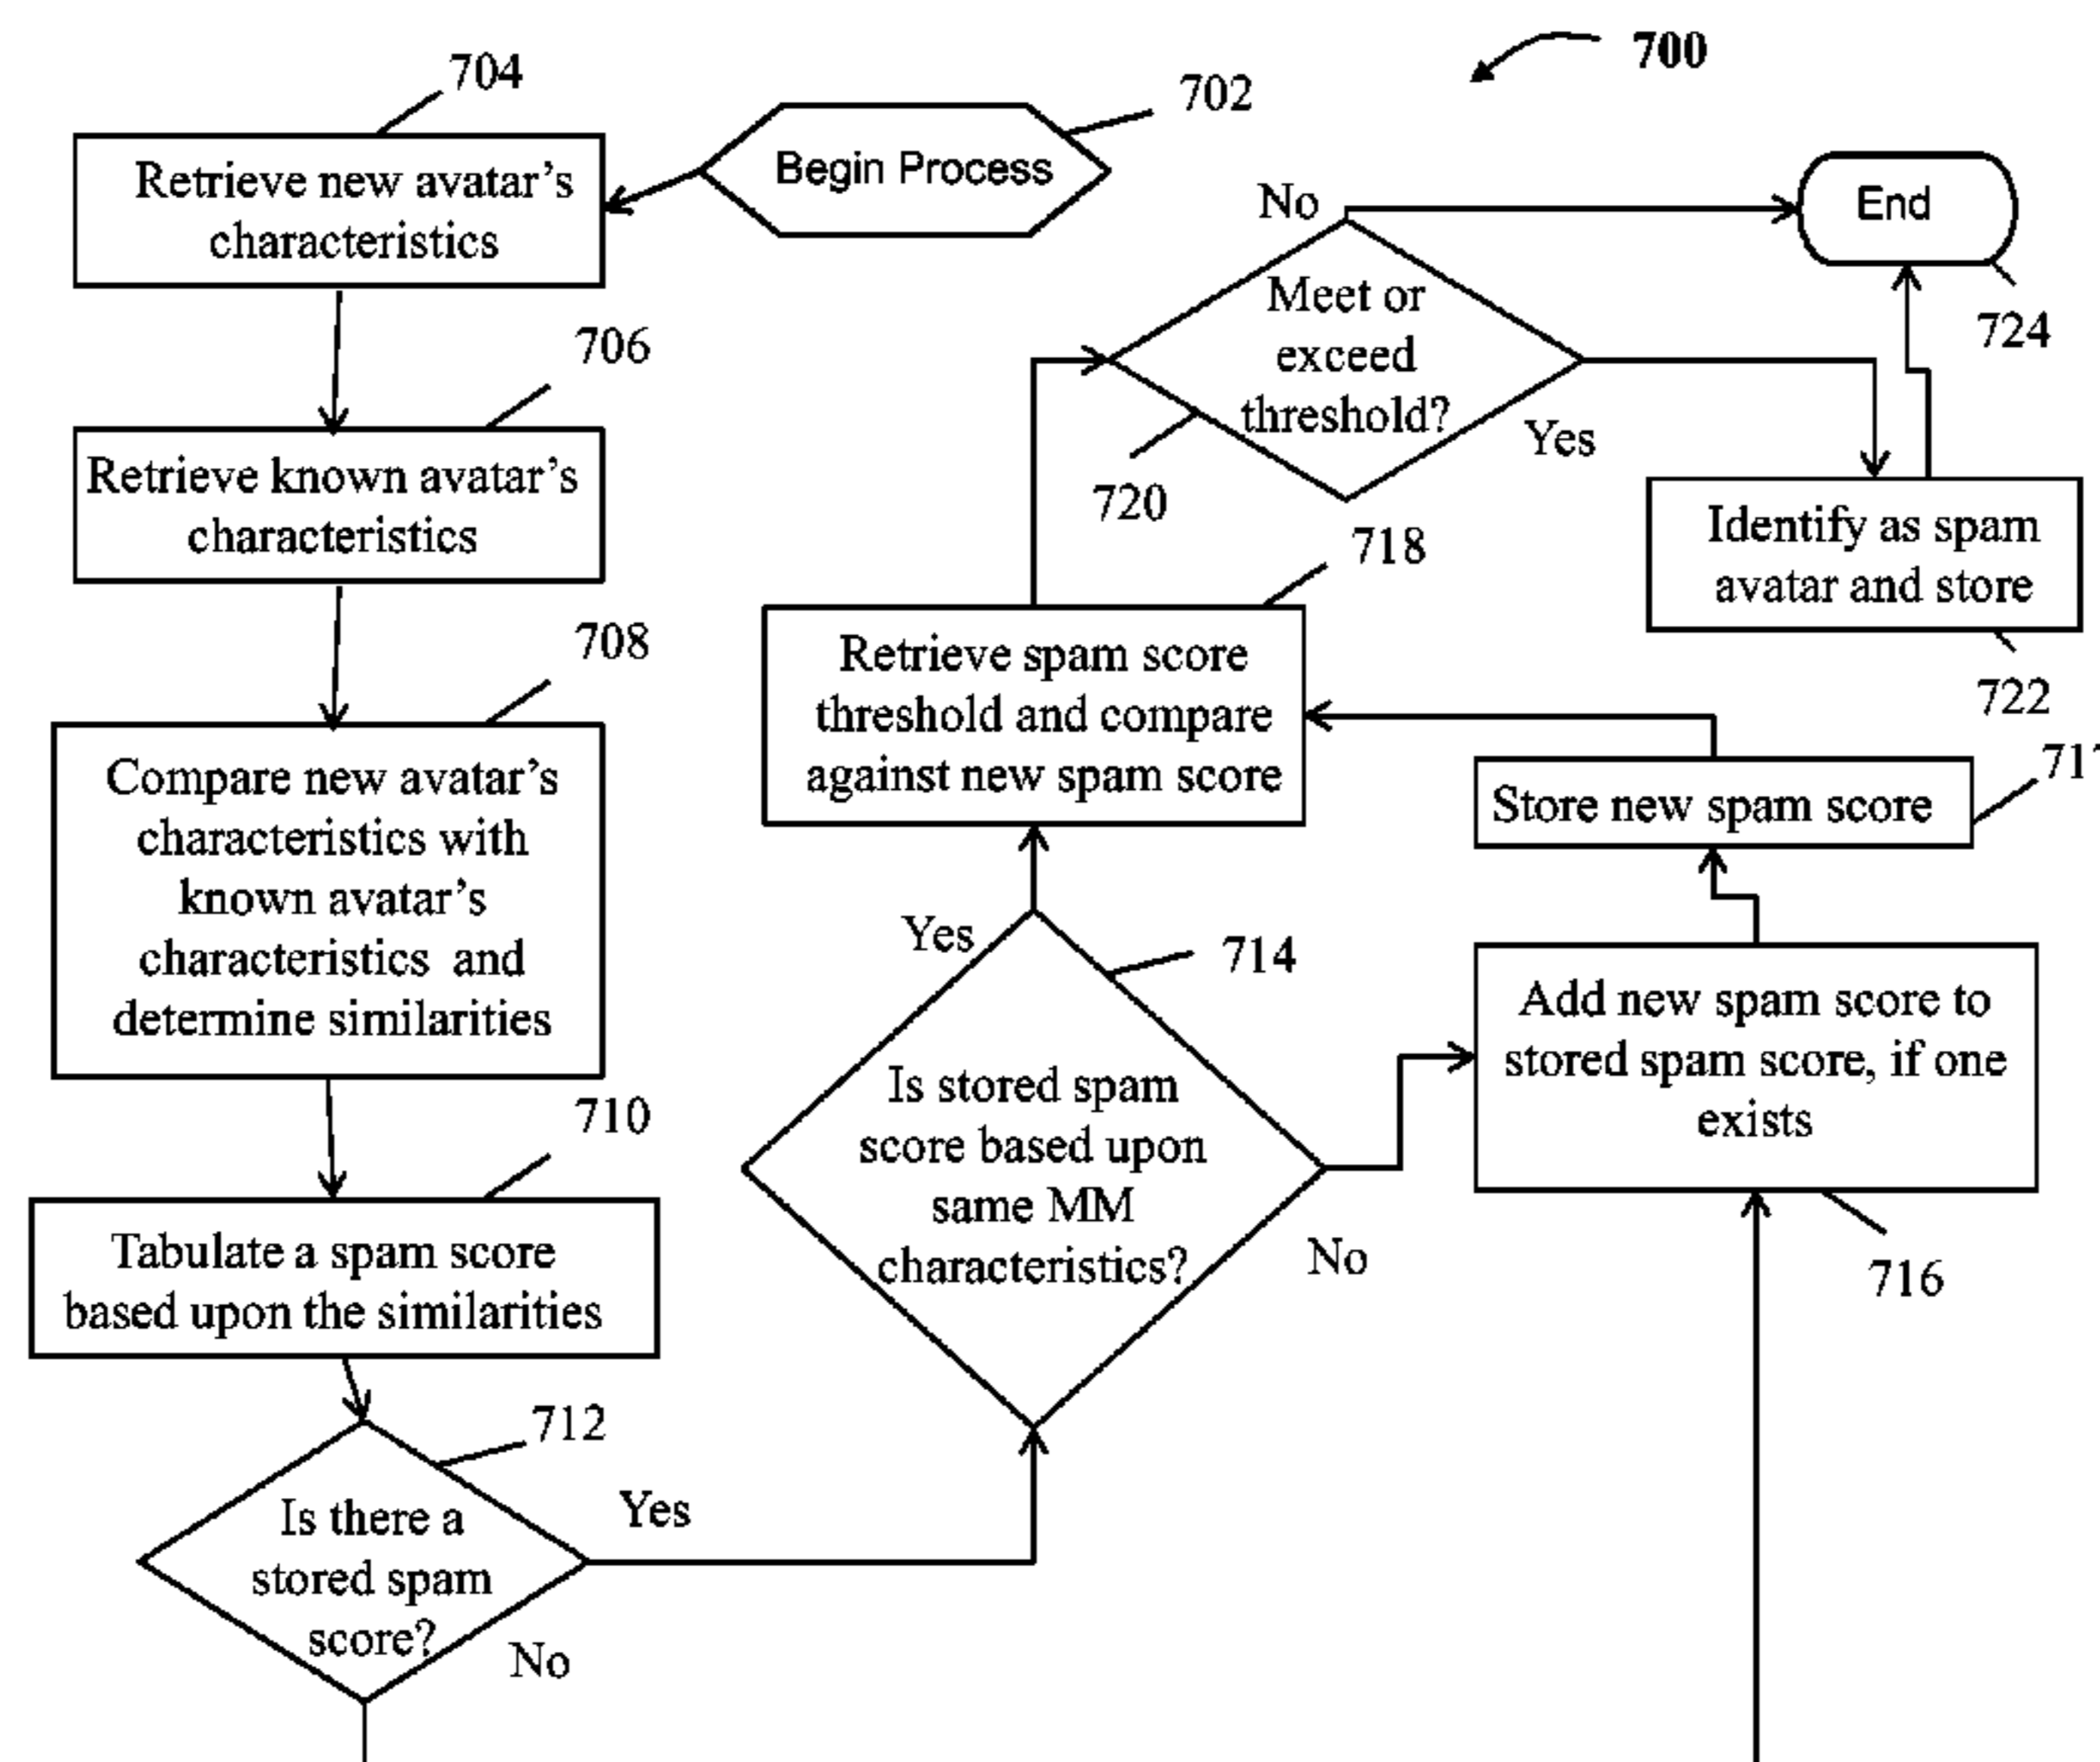 700
704
702
Begin Process
Retrieve new avatar's
characteristics
No
End
724
Meet or
exceed
threshold?
Yes
720
706
Retrieve known avatar's
characteristics
Identify as spam
avatar and store
722
718
Retrieve spam score
threshold and compare
against new spam score
708
Compare new avatar's
characteristics with
known avatar's
characteristics and
determine similarities
Store new spam score
Yes
714
Is stored spam
score based upon
same MM
characteristics?
No
Add new spam score to
stored spam score, if one
exists
716
710
Tabulate a spam score
based upon the similarities
712
Is there a
stored spam
score?
Yes
No